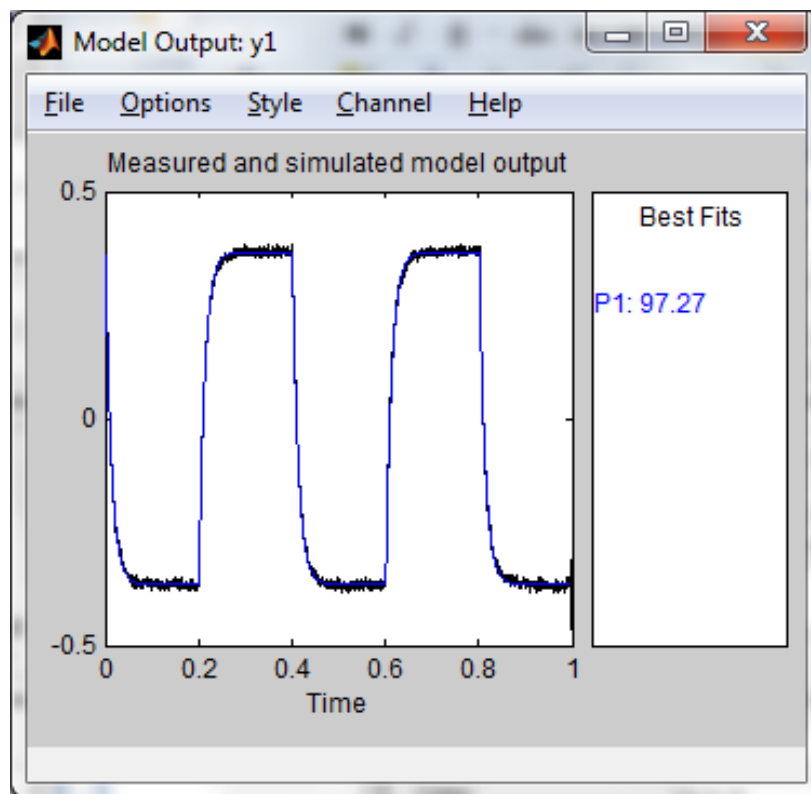 Model Output: y1
File Options Style Channel Help
Measured and simulated model output
0.5
0
-0.5
0 0.2 0.4 0.6 0.8 1
Time
Best Fits
P1: 97.27